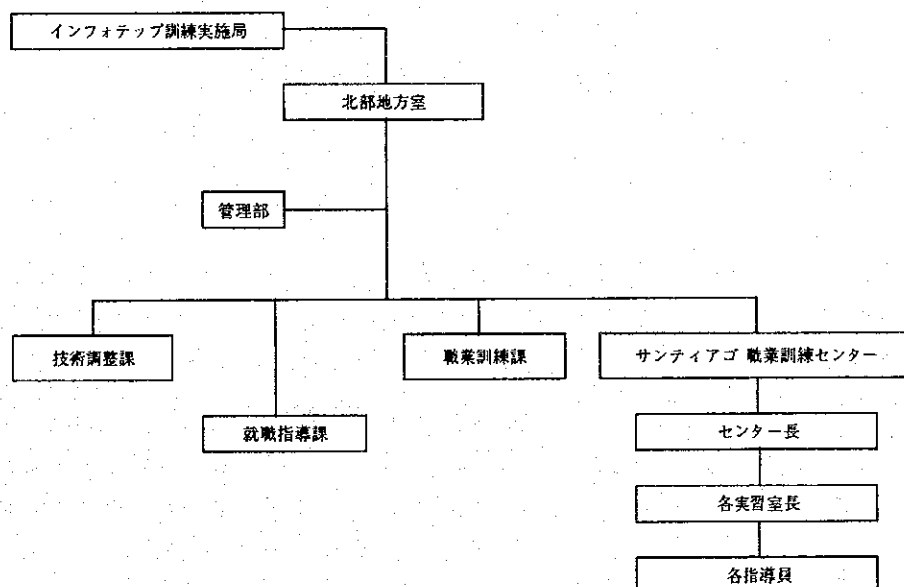 インフォテップ訓練実施局
北部地方室
管理部
技術調整課
就職指導課
職業訓練課
サンティアゴ 職業訓練センター
センター長
各実習室長
各指導員